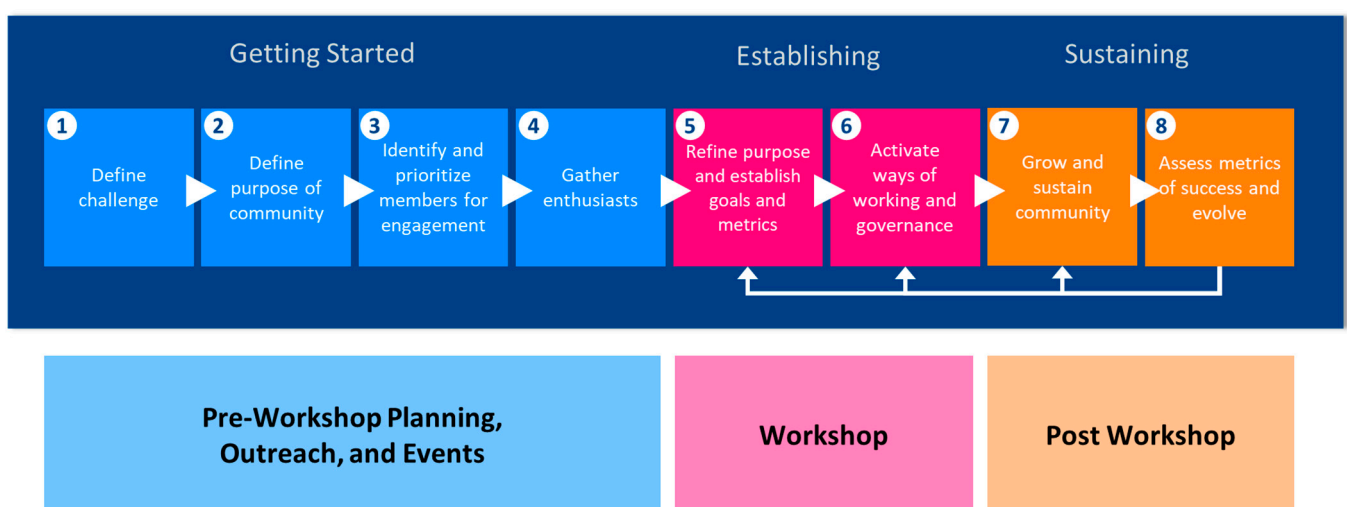 Getting Started
Establishing
Sustaining
1
Define
challenge
2
Define
purpose of
community
3
Identify and
prioritize
members for
engagement
4
Gather
enthusiasts
5
Refine purpose
and establish
goals and
metrics
6
Activate
ways of
working and
governance
7
Grow and
sustain
community
8
Assess metrics
of success and
evolve
Pre-Workshop Planning,
Outreach, and Events
Workshop
Post Workshop